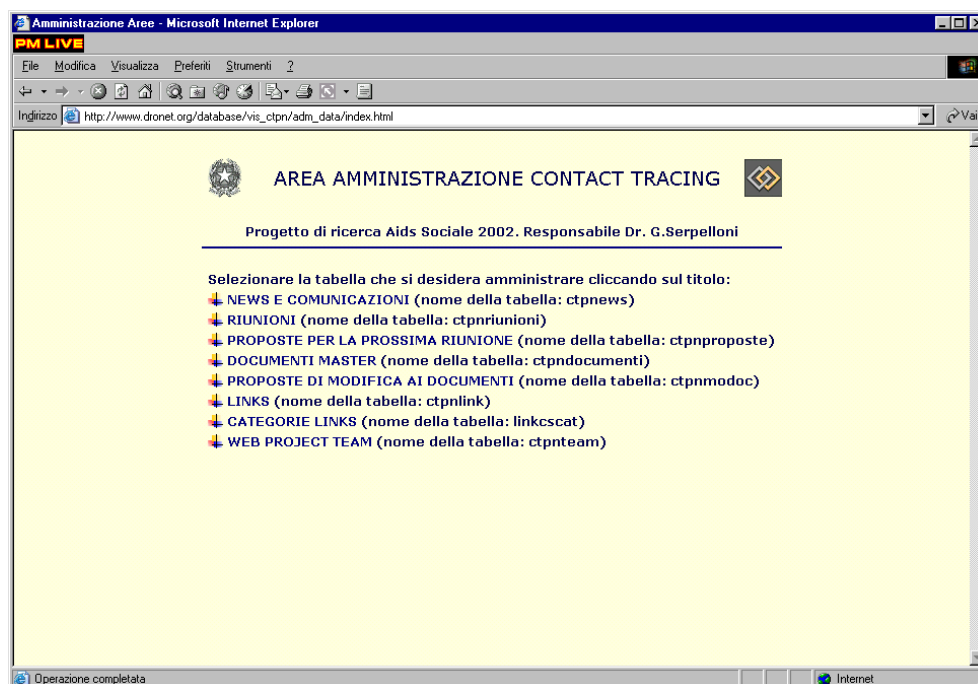 Amministrazione Aree - Microsoft Internet Explorer
PM LIVE
File Modifica Visualizza Preferiti Strumenti ?
Indirizzo http://www.dronet.org/database/vis_ctpn/adm_data/index.html Vai
AREA AMMINISTRAZIONE CONTACT TRACING
Progetto di ricerca Aids Sociale 2002. Responsabile Dr. G.Serpelloni
Selezionare la tabella che si desidera amministrare cliccando sul titolo:
NEWS E COMUNICAZIONI (nome della tabella: ctpnews)
RIUNIONI (nome della tabella: ctpnriunioni)
PROPOSTE PER LA PROSSIMA RIUNIONE (nome della tabella: ctpnproposte)
DOCUMENTI MASTER (nome della tabella: ctpndocumenti)
PROPOSTE DI MODIFICA AI DOCUMENTI (nome della tabella: ctpnmodoc)
LINKS (nome della tabella: ctpnlink)
CATEGORIE LINKS (nome della tabella: linkcscat)
WEB PROJECT TEAM (nome della tabella: ctpnteam)
Operazione completata Internet